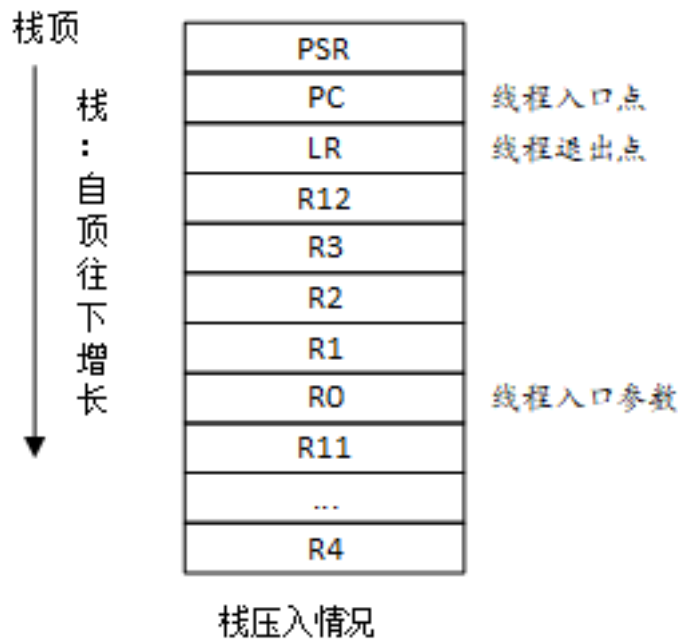 栈顶
栈：自顶往下增长
PSR
PC 线程入口点
LR 线程退出点
R12
R3
R2
R1
R0 线程入口参数
R11
...
R4
栈压入情况